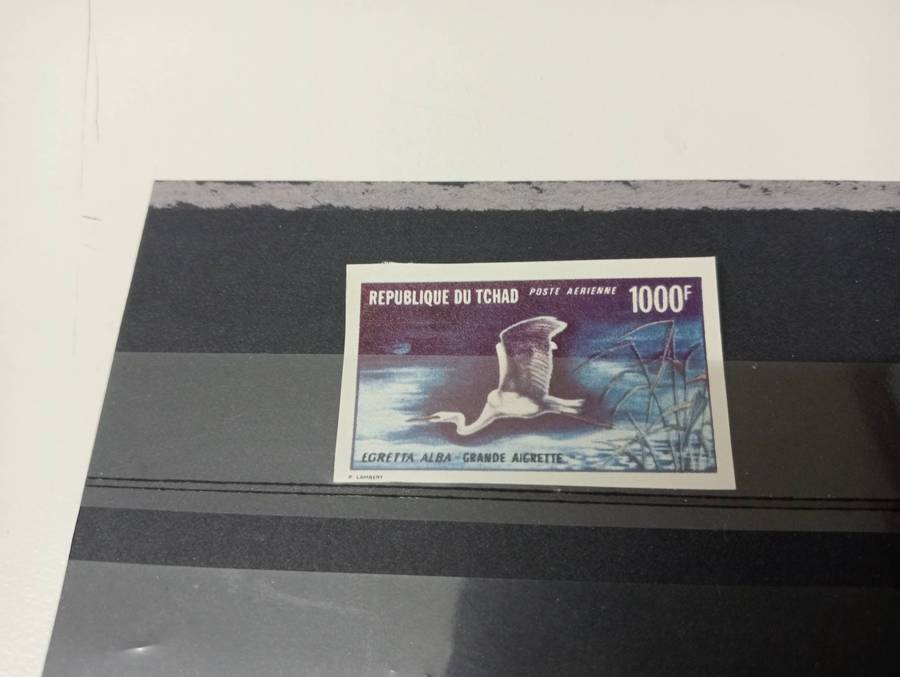 REPUBLIQUE DU TCHAD POSTE AERIENNE 1000F
EGRETTA ALBA - GRANDE AIGRETTE
P. LAMBERT